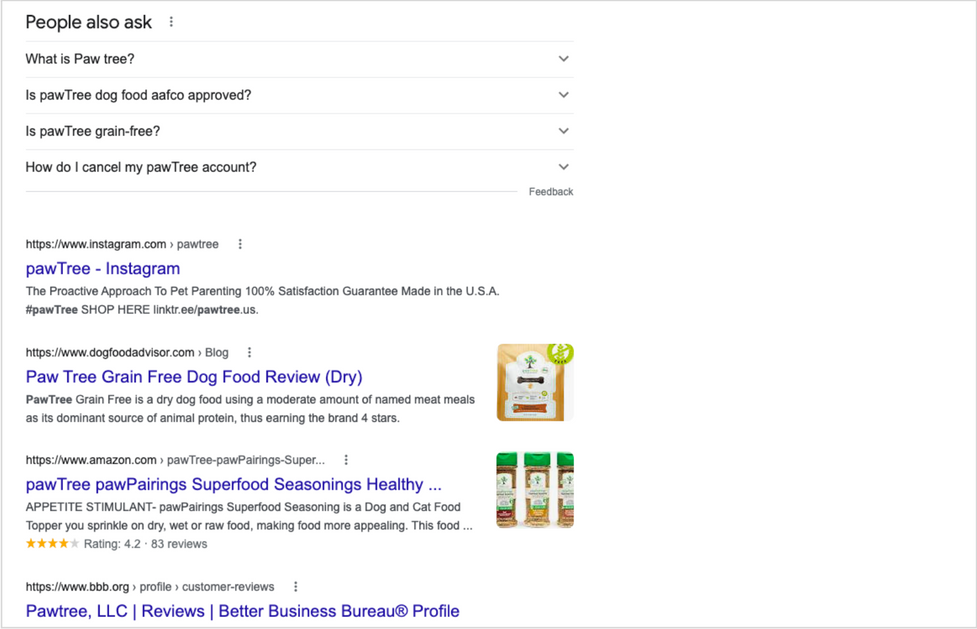 People also ask
What is Paw tree?
Is pawTree dog food aafco approved?
Is pawTree grain-free?
How do I cancel my pawTree account?
Feedback
https://www.instagram.com › pawtree
pawTree - Instagram
The Proactive Approach To Pet Parenting 100% Satisfaction Guarantee Made in the U.S.A.
#pawTree SHOP HERE linktr.ee/pawtree.us.
https://www.dogfoodadvisor.com › Blog
Paw Tree Grain Free Dog Food Review (Dry)
PawTree Grain Free is a dry dog food using a moderate amount of named meat meals
as its dominant source of animal protein, thus earning the brand 4 stars.
https://www.amazon.com › pawTree-pawPairings-Super...
pawTree pawPairings Superfood Seasonings Healthy ...
APPETITE STIMULANT- pawPairings Superfood Seasoning is a Dog and Cat Food
Topper you sprinkle on dry, wet or raw food, making food more appealing. This food ...
Rating: 4.2 · 83 reviews
https://www.bbb.org › profile › customer-reviews
Pawtree, LLC | Reviews | Better Business Bureau® Profile